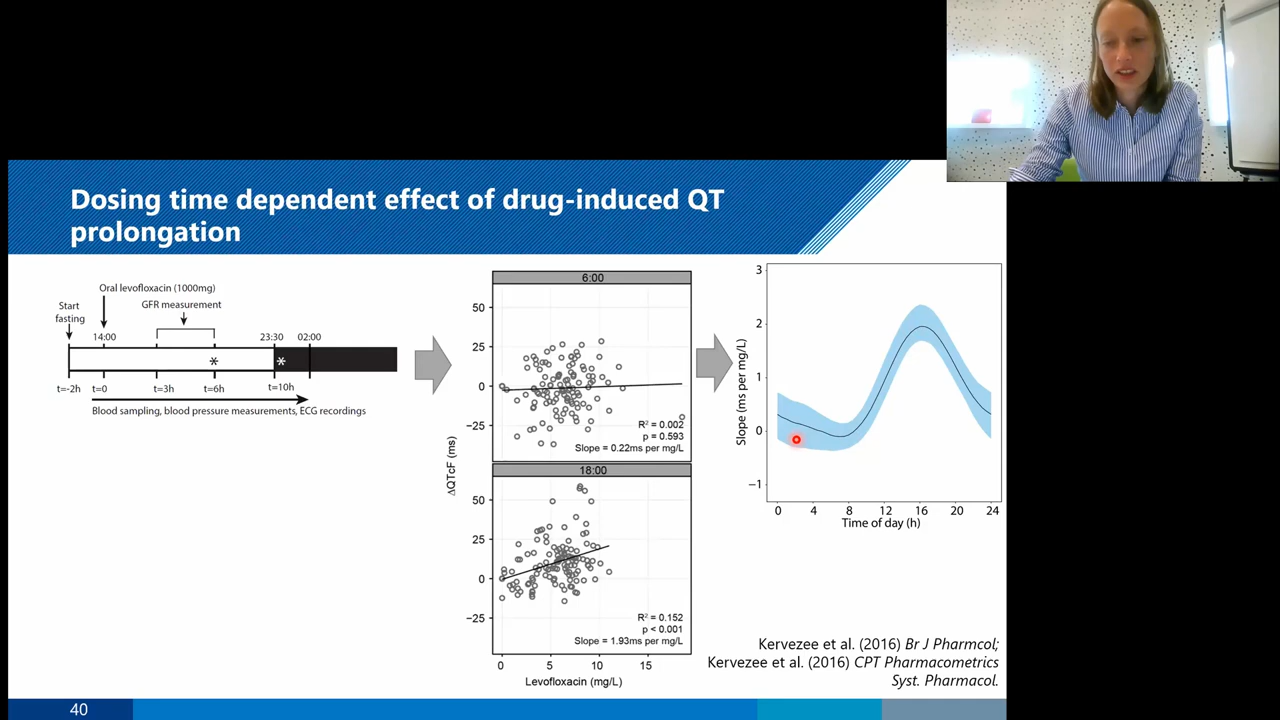 Dosing time dependent effect of drug-induced QT
prolongation
Oral levofloxacin (1000mg)
Start
fasting
GFR measurement
14:00
23:30
02:00
*
*
t=-2h
t=0
t=3h
t=6h
t=10h
Blood sampling, blood pressure measurements, ECG recordings
ΔQTcF (ms)
6:00
50
25
0
−25
R² = 0.002
p = 0.593
Slope = 0.22ms per mg/L
18:00
50
25
0
−25
R² = 0.152
p < 0.001
Slope = 1.93ms per mg/L
0
5
10
15
Levofloxacin (mg/L)
Slope (ms per mg/L)
3
2
1
0
−1
0
4
8
12
16
20
24
Time of day (h)
Kervezee et al. (2016) Br J Pharmcol;
Kervezee et al. (2016) CPT Pharmacometrics
Syst. Pharmacol.
40